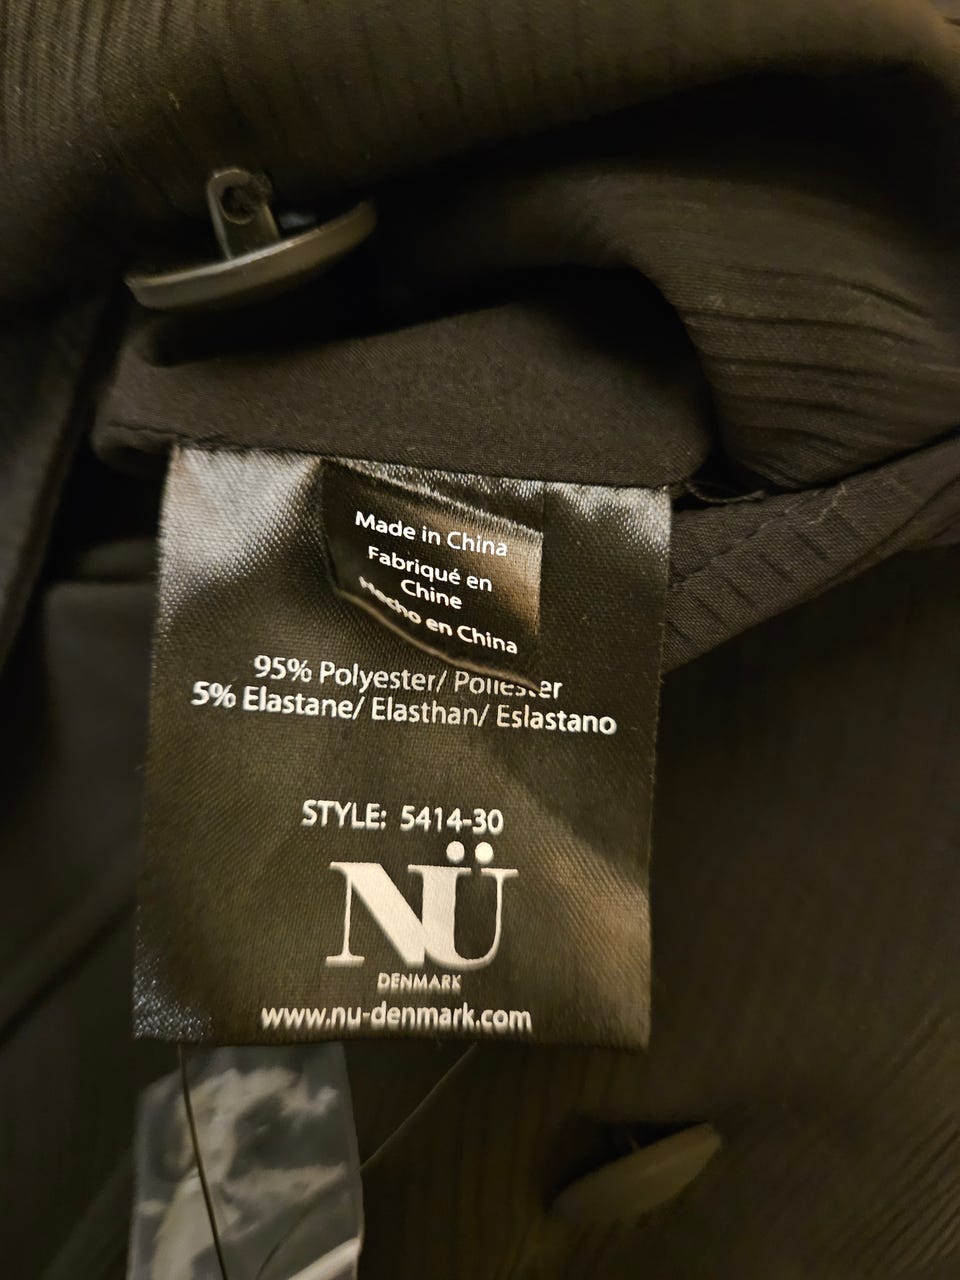 Made in China
Fabriqué en
Chine
Hecho en China
95% Polyester/ Poliester
5% Elastane/ Elasthan/ Eslastano
STYLE: 5414-30
NÜ
DENMARK
www.nu-denmark.com